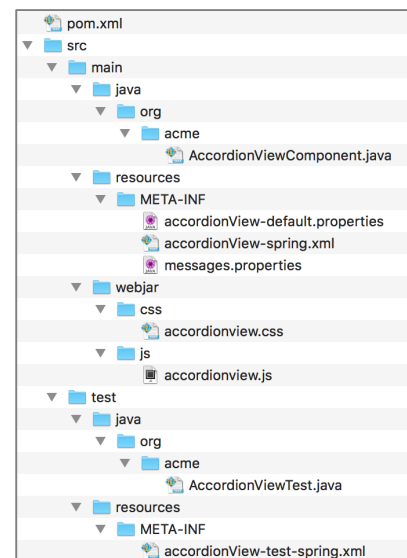 pom.xml
src
main
java
org
acme
AccordionViewComponent.java
resources
META-INF
accordionView-default.properties
accordionView-spring.xml
messages.properties
webjar
css
accordionview.css
js
accordionview.js
test
java
org
acme
AccordionViewTest.java
resources
META-INF
accordionView-test-spring.xml